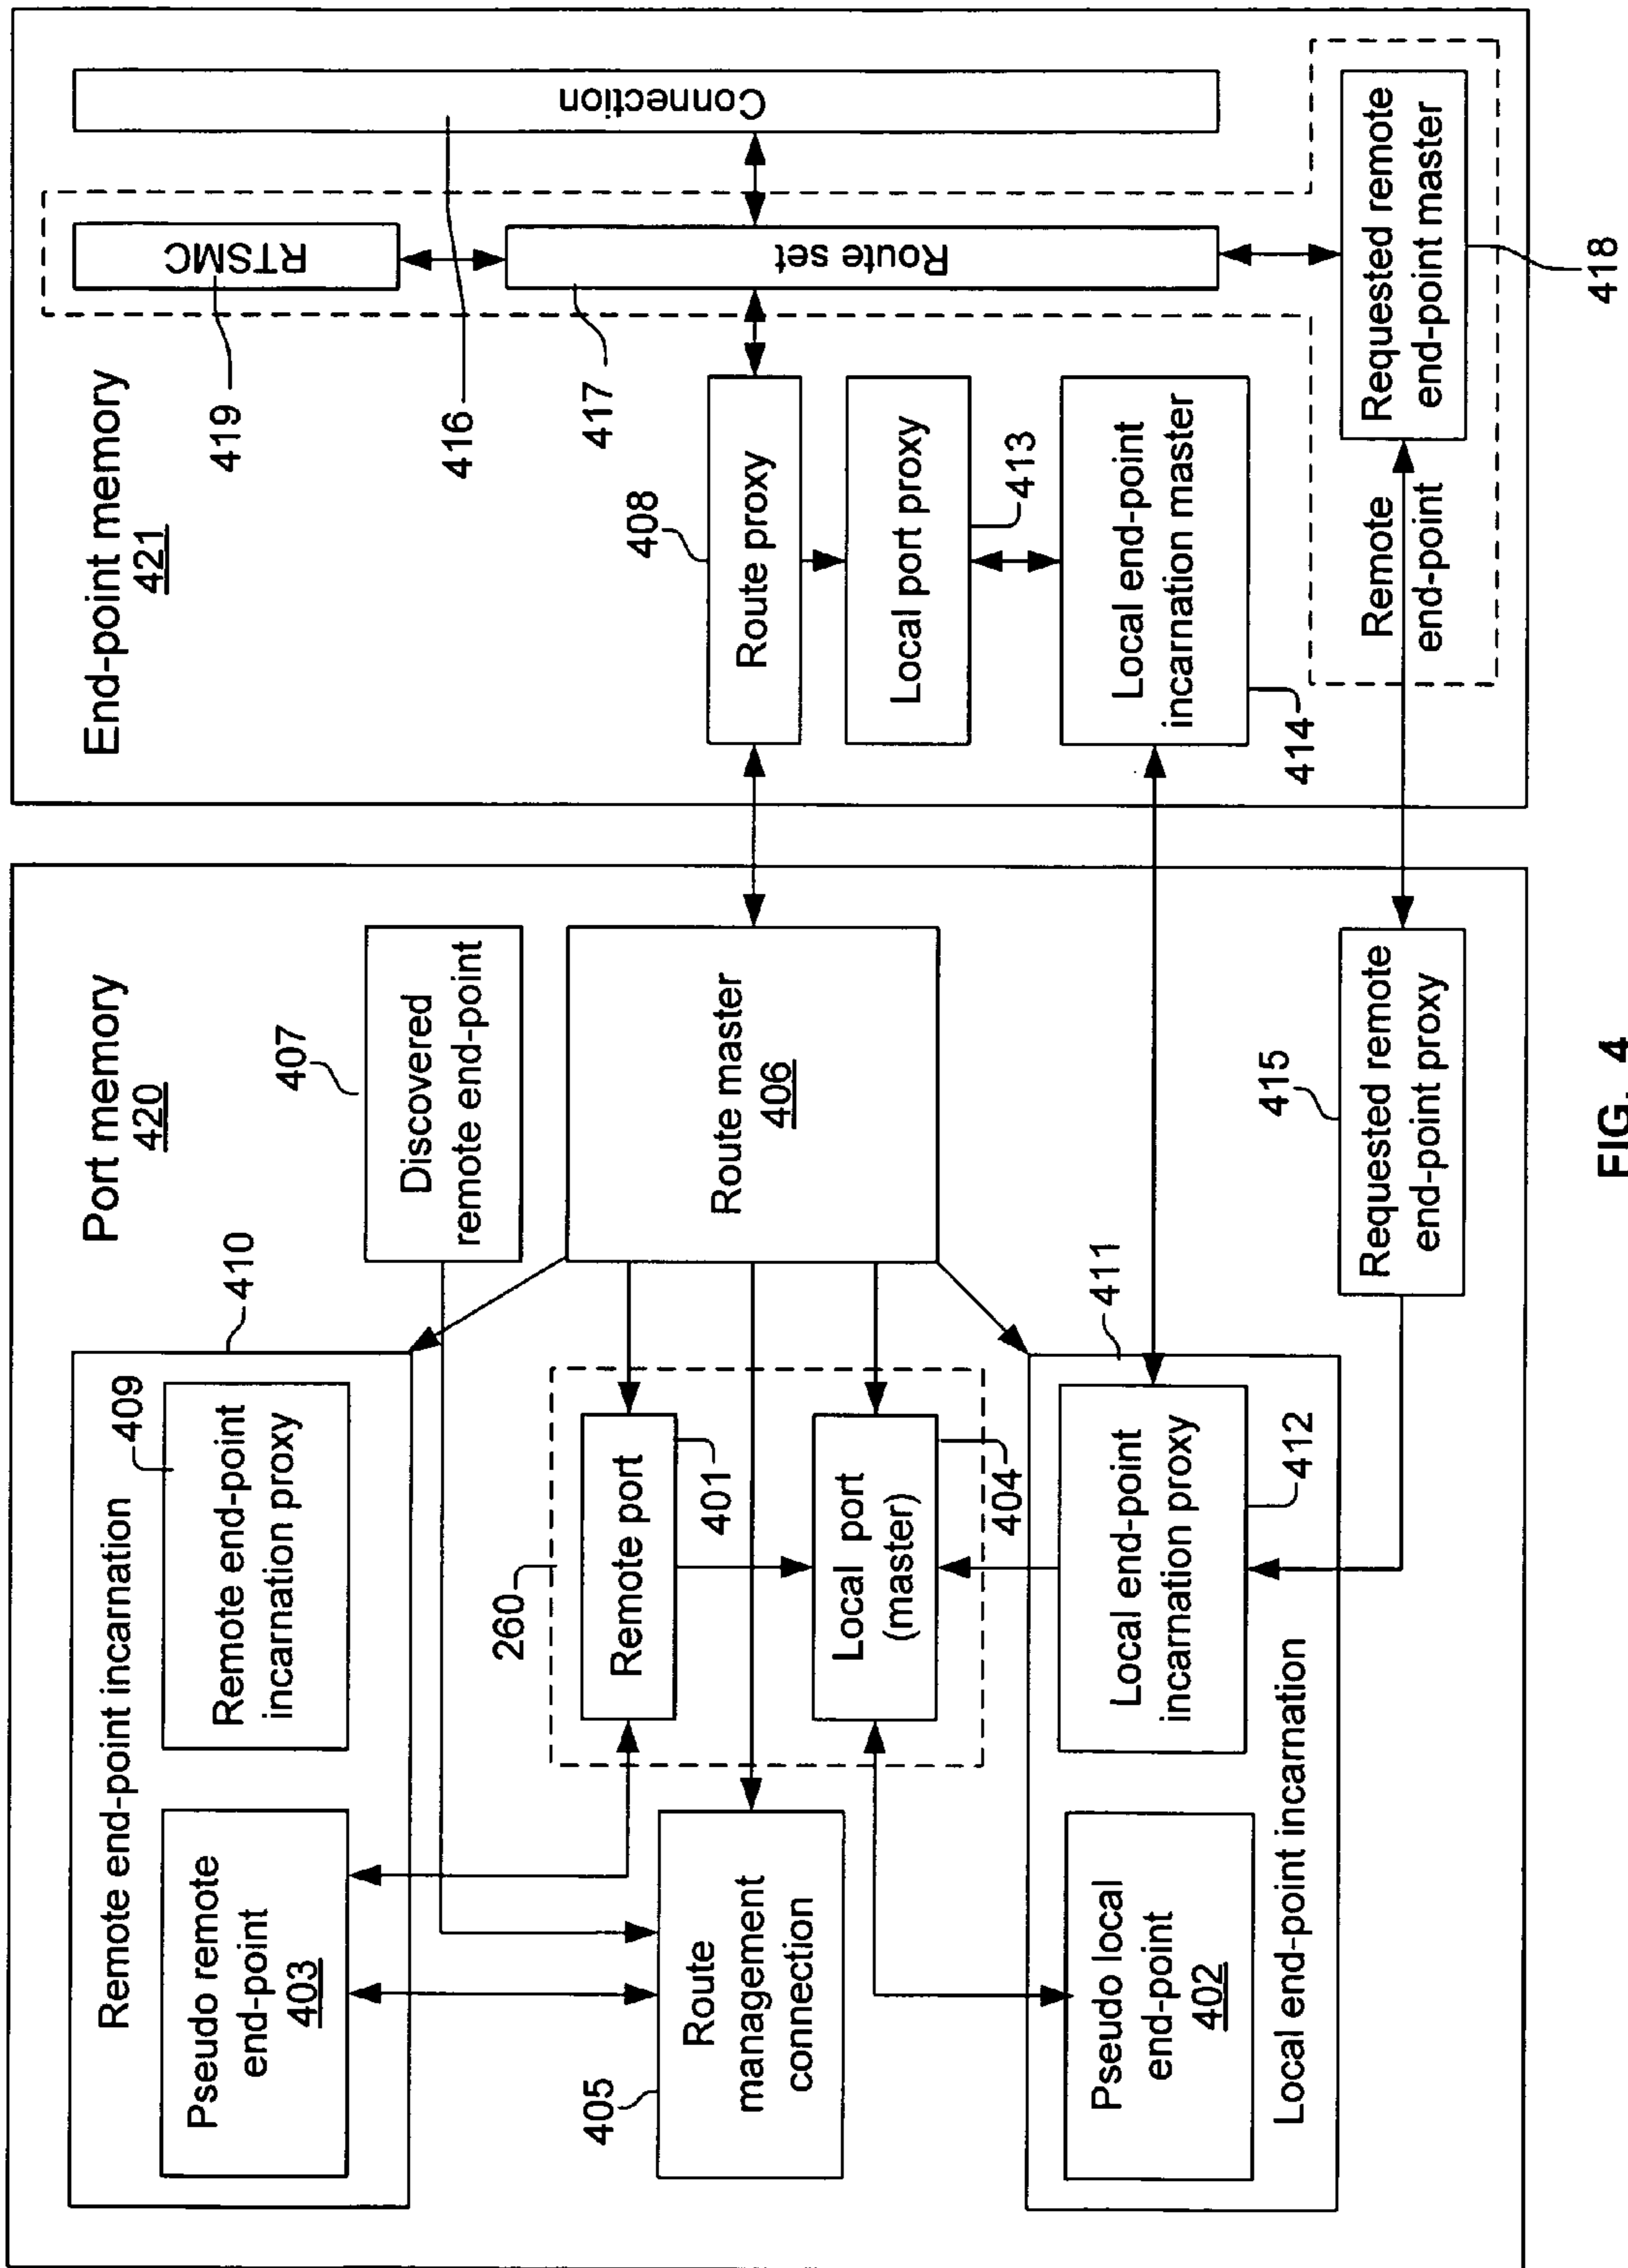 Port memory
420
Remote end-point incarnation
410
Pseudo remote
end-point
403
409
Remote end-point
incarnation proxy
407
Discovered
remote end-point
405
Route
management
connection
260
Remote port
401
Local port
(master)
404
Route master
406
Pseudo local
end-point
402
Local end-point
incarnation proxy
412
411
Local end-point incarnation
415
Requested remote
end-point proxy
End-point memory
421
419
RTSMC
416
Connection
417
Route set
408
Route proxy
Local port proxy
413
Local end-point
incarnation master
414
Remote
end-point
Requested remote
end-point master
418
FIG. 4